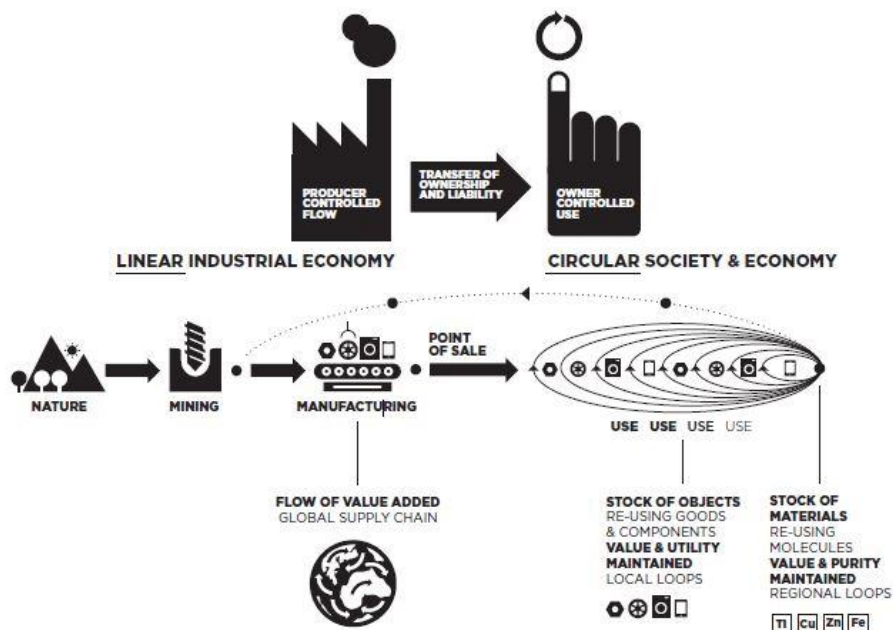 PRODUCER
CONTROLLED
FLOW
TRANSFER OF
OWNERSHIP
AND LIABILITY
OWNER
CONTROLLED
USE
LINEAR INDUSTRIAL ECONOMY
CIRCULAR SOCIETY & ECONOMY
POINT
OF SALE
NATURE
MINING
MANUFACTURING
USE USE USE USE
FLOW OF VALUE ADDED
GLOBAL SUPPLY CHAIN
STOCK OF OBJECTS
RE-USING GOODS
& COMPONENTS
VALUE & UTILITY
MAINTAINED
LOCAL LOOPS
STOCK OF
MATERIALS
RE-USING
MOLECULES
VALUE & PURITY
MAINTAINED
REGIONAL LOOPS
TI Cu Zn Fe